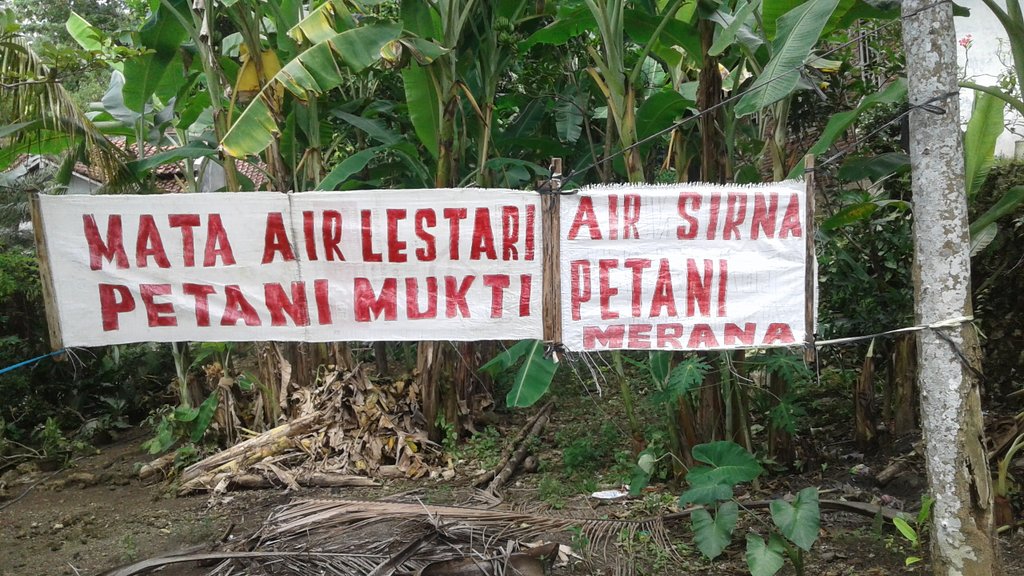 MATA AIR LESTARI
PETANI MUKTI
AIR SIRNA
PETANI
MERANA